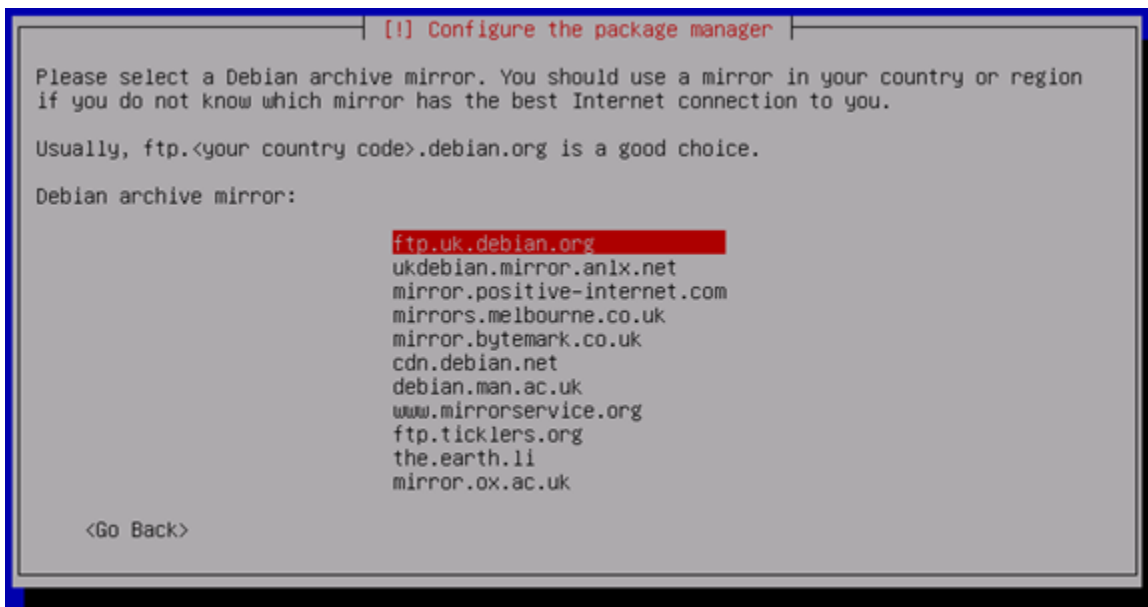 [!] Configure the package manager
Please select a Debian archive mirror. You should use a mirror in your country or region
if you do not know which mirror has the best Internet connection to you.
Usually, ftp.<your country code>.debian.org is a good choice.
Debian archive mirror:
ftp.uk.debian.org
ukdebian.mirror.anlx.net
mirror.positive-internet.com
mirrors.melbourne.co.uk
mirror.bytemark.co.uk
cdn.debian.net
debian.man.ac.uk
www.mirrorservice.org
ftp.ticklers.org
the.earth.li
mirror.ox.ac.uk
<Go Back>